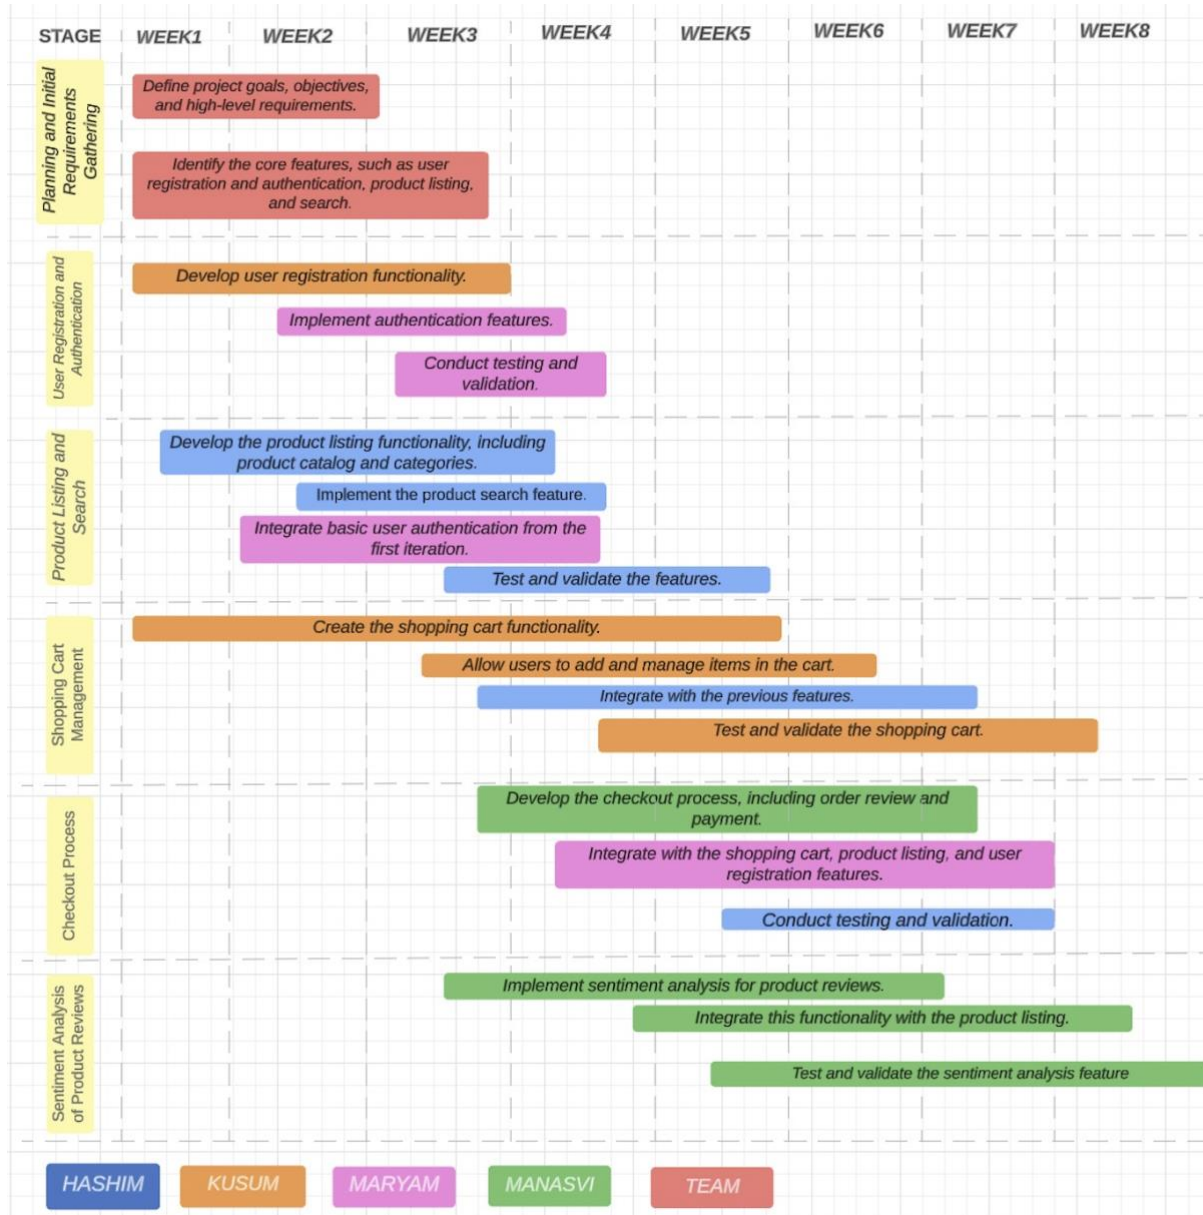 STAGE WEEK1 WEEK2 WEEK3 WEEK4 WEEK5 WEEK6 WEEK7 WEEK8
Planning and Initial
Requirements
Gathering
Define project goals, objectives,
and high-level requirements.
Identify the core features, such as user
registration and authentication, product listing,
and search.
User Registration and
Authentication
Develop user registration functionality.
Implement authentication features.
Conduct testing and
validation.
Product Listing and
Search
Develop the product listing functionality, including
product catalog and categories.
Implement the product search feature.
Integrate basic user authentication from the
first iteration.
Test and validate the features.
Shopping Cart
Management
Create the shopping cart functionality.
Allow users to add and manage items in the cart.
Integrate with the previous features.
Test and validate the shopping cart.
Checkout Process
Develop the checkout process, including order review and
payment.
Integrate with the shopping cart, product listing, and user
registration features.
Conduct testing and validation.
Sentiment Analysis
of Product Reviews
Implement sentiment analysis for product reviews.
Integrate this functionality with the product listing.
Test and validate the sentiment analysis feature
HASHIM KUSUM MARYAM MANASVI TEAM